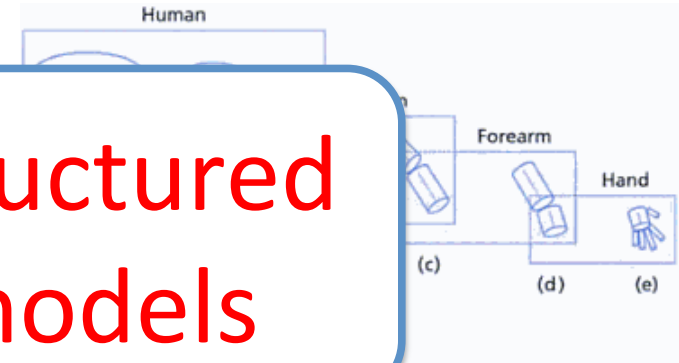 Human
Forearm
Hand
uctured
nodels
(c)
(d)
(e)